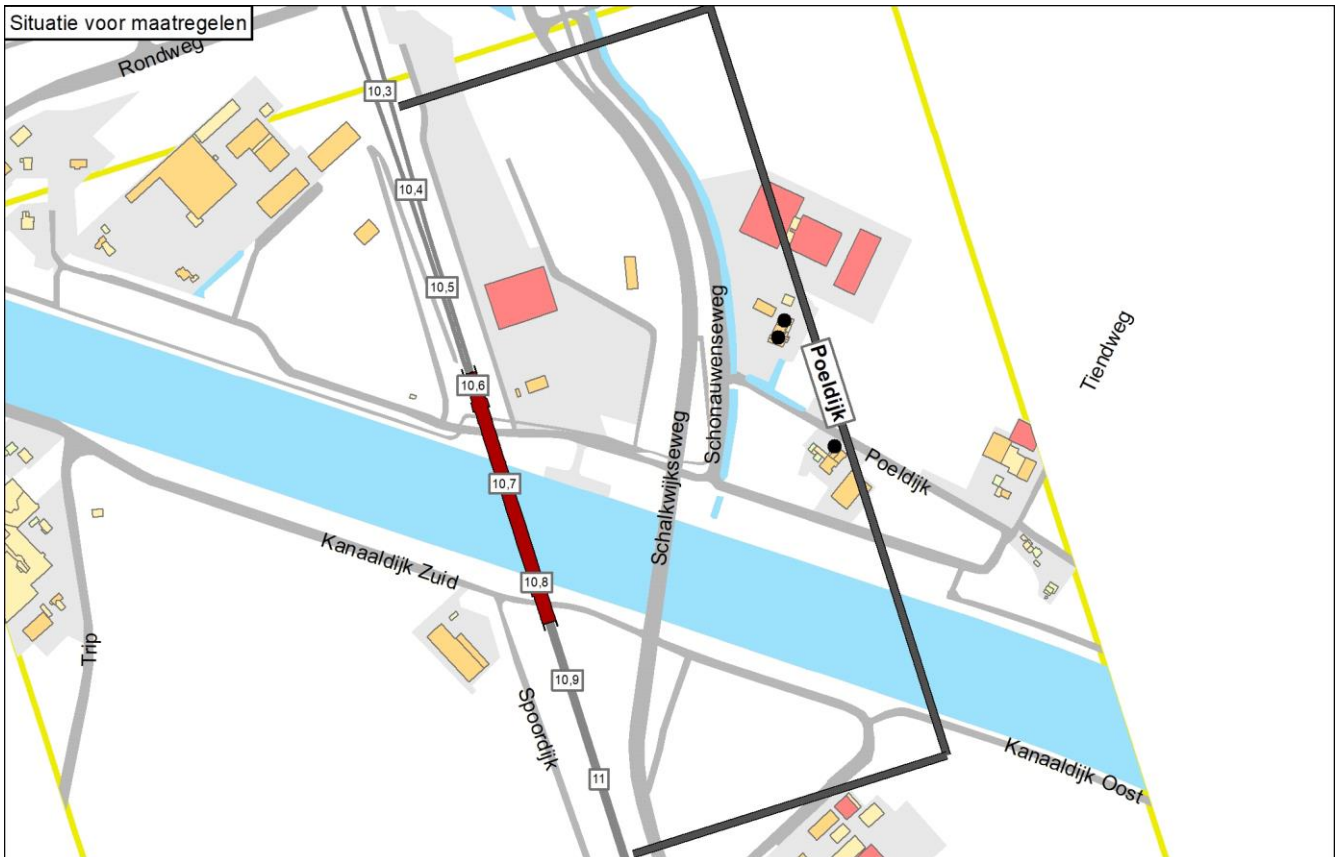 Situatie voor maatregelen
Rondweg
10,3
10,4
10,5
10,6
10,7
10,8
10,9
11
Schalkwijkseweg
Schonauwenseweg
Poeldijk
Poeldijk
Tiendweg
Kanaaldijk Zuid
Trip
Spoordijk
Kanaaldijk Oost